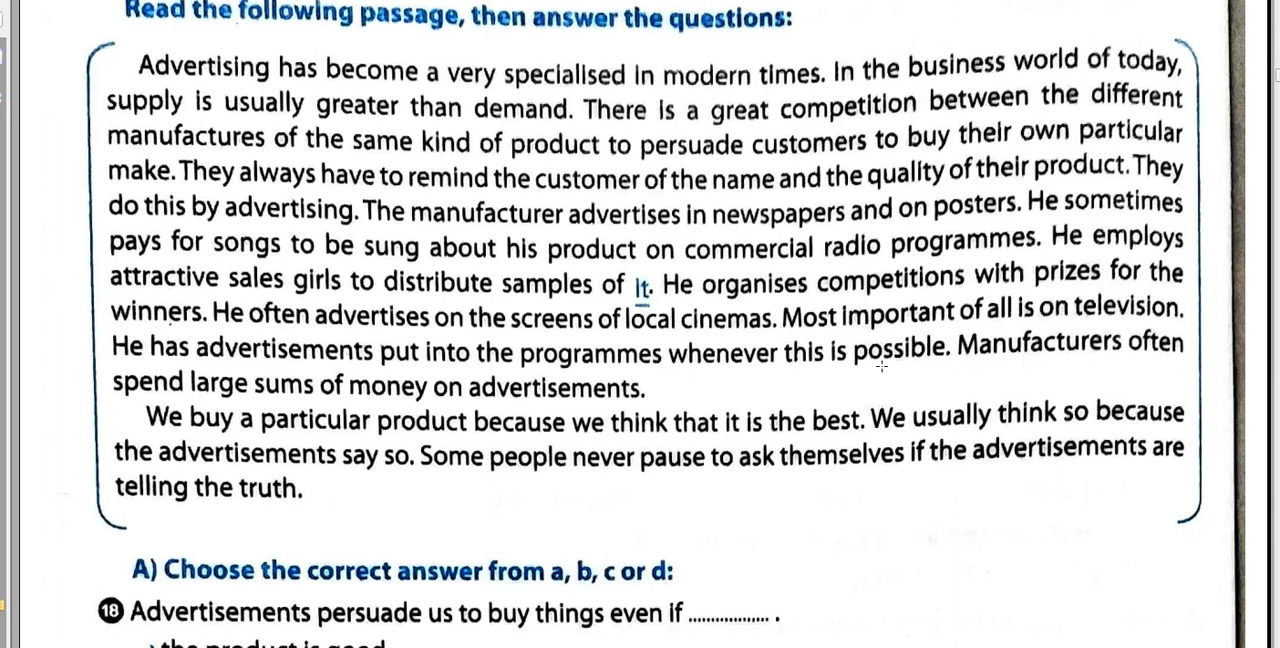 Read the following passage, then answer the questions:
Advertising has become a very specialised in modern times. In the business world of today,
supply is usually greater than demand. There is a great competition between the different
manufactures of the same kind of product to persuade customers to buy their own particular
make. They always have to remind the customer of the name and the quality of their product. They
do this by advertising. The manufacturer advertises in newspapers and on posters. He sometimes
pays for songs to be sung about his product on commercial radio programmes. He employs
attractive sales girls to distribute samples of it. He organises competitions with prizes for the
winners. He often advertises on the screens of local cinemas. Most important of all is on television.
He has advertisements put into the programmes whenever this is possible. Manufacturers often
spend large sums of money on advertisements.
We buy a particular product because we think that it is the best. We usually think so because
the advertisements say so. Some people never pause to ask themselves if the advertisements are
telling the truth.
A) Choose the correct answer from a, b, c or d:
18 Advertisements persuade us to buy things even if ................. .
the product is good